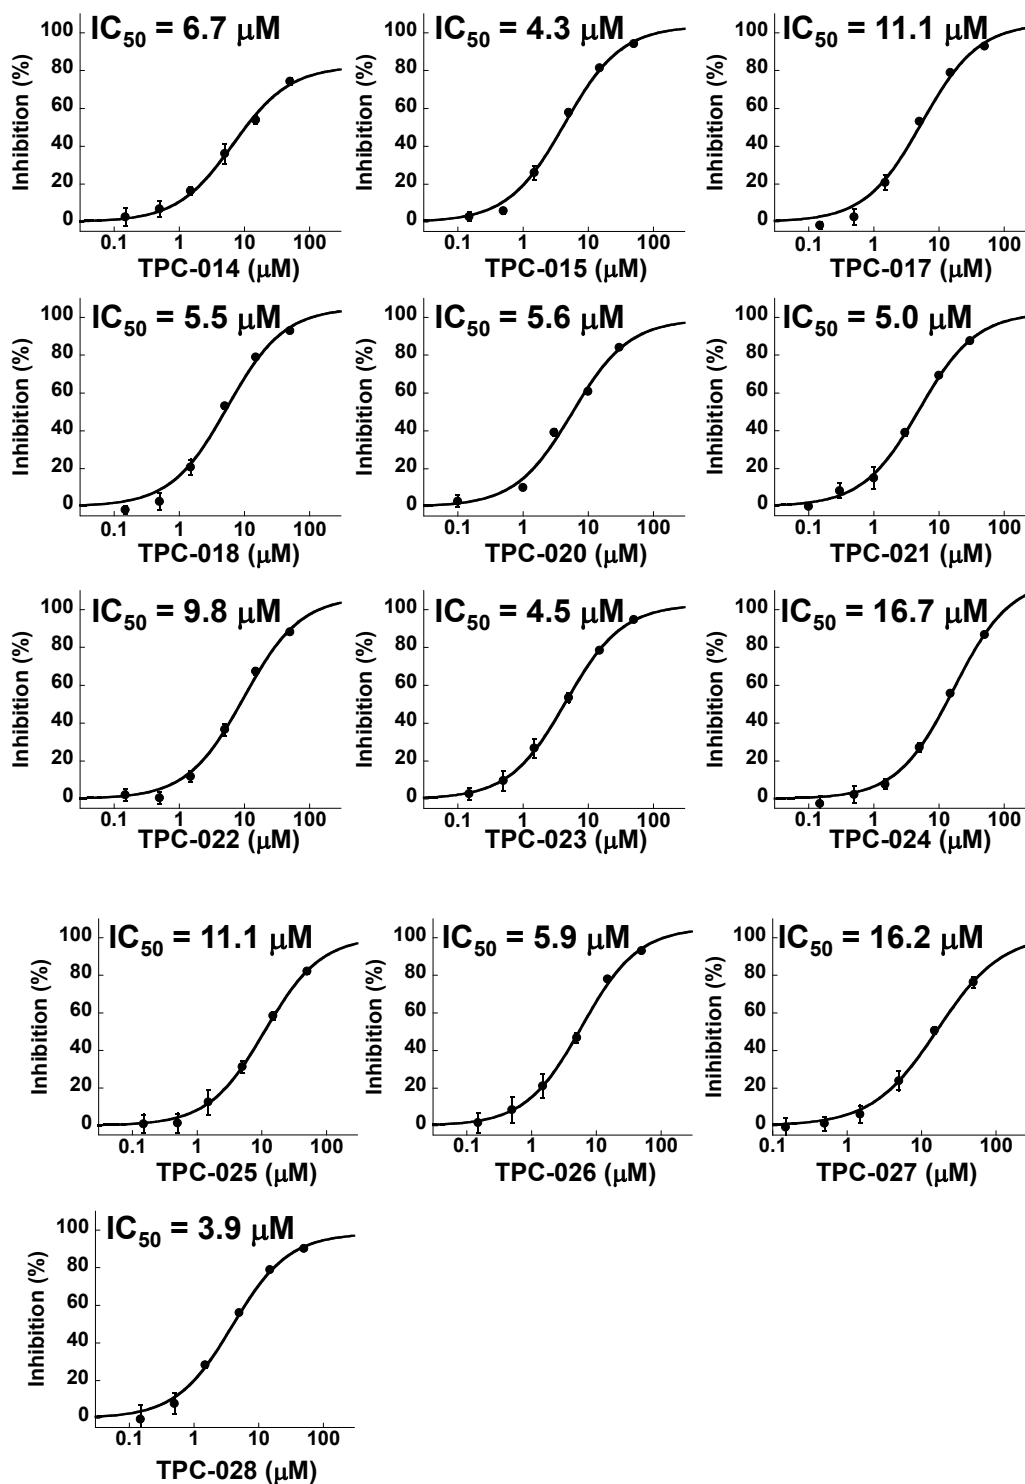 IC50 = 6.7 μM
Inhibition (%)
100
80
60
40
20
0
0.1 1 10 100
TPC-014 (μM)
IC50 = 4.3 μM
Inhibition (%)
100
80
60
40
20
0
0.1 1 10 100
TPC-015 (μM)
IC50 = 11.1 μM
Inhibition (%)
100
80
60
40
20
0
0.1 1 10 100
TPC-017 (μM)
IC50 = 5.5 μM
Inhibition (%)
100
80
60
40
20
0
0.1 1 10 100
TPC-018 (μM)
IC50 = 5.6 μM
Inhibition (%)
100
80
60
40
20
0
0.1 1 10 100
TPC-020 (μM)
IC50 = 5.0 μM
Inhibition (%)
100
80
60
40
20
0
0.1 1 10 100
TPC-021 (μM)
IC50 = 9.8 μM
Inhibition (%)
100
80
60
40
20
0
0.1 1 10 100
TPC-022 (μM)
IC50 = 4.5 μM
Inhibition (%)
100
80
60
40
20
0
0.1 1 10 100
TPC-023 (μM)
IC50 = 16.7 μM
Inhibition (%)
100
80
60
40
20
0
0.1 1 10 100
TPC-024 (μM)
IC50 = 11.1 μM
Inhibition (%)
100
80
60
40
20
0
0.1 1 10 100
TPC-025 (μM)
IC50 = 5.9 μM
Inhibition (%)
100
80
60
40
20
0
0.1 1 10 100
TPC-026 (μM)
IC50 = 16.2 μM
Inihibition (%)
100
80
60
40
20
0
0.1 1 10 100
TPC-027 (μM)
IC50 = 3.9 μM
Inhibition (%)
100
80
60
40
20
0
0.1 1 10 100
TPC-028 (μM)